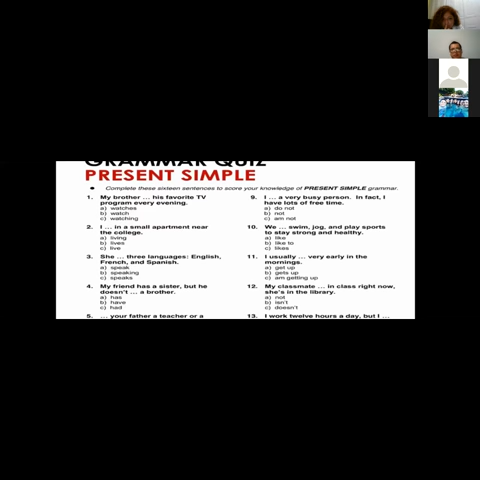 GRAMMAR QUIZ
PRESENT SIMPLE
● Complete these sixteen sentences to score your knowledge of PRESENT SIMPLE grammar.
1. My brother ... his favorite TV
program every evening.
a) watches
b) watch
c) watching
2. I ... in a small apartment near
the college.
a) living
b) lives
c) live
3. She ... three languages: English,
French, and Spanish.
a) speak
b) speaking
c) speaks
4. My friend has a sister, but he
doesn't ... a brother.
a) has
b) have
c) had
5. ... your father a teacher or a
9. I ... a very busy person. In fact, I
have lots of free time.
a) do not
b) not
c) am not
10. We ... swim, jog, and play sports
to stay strong and healthy.
a) like
b) like to
c) likes
11. I usually ... very early in the
mornings.
a) get up
b) gets up
c) am getting up
12. My classmate ... in class right now,
she's in the library.
a) not
b) isn't
c) doesn't
13. I work twelve hours a day, but I ...